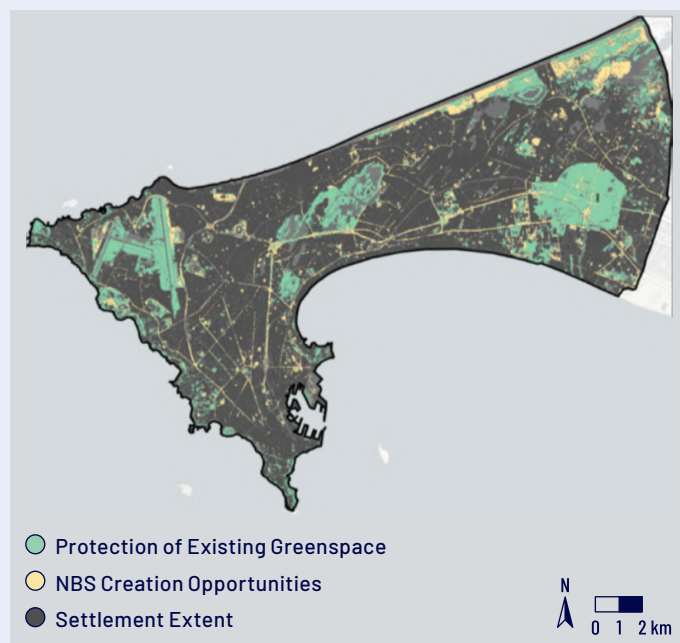 Protection of Existing Greenspace
NBS Creation Opportunities
Settlement Extent
N
0 1 2 km